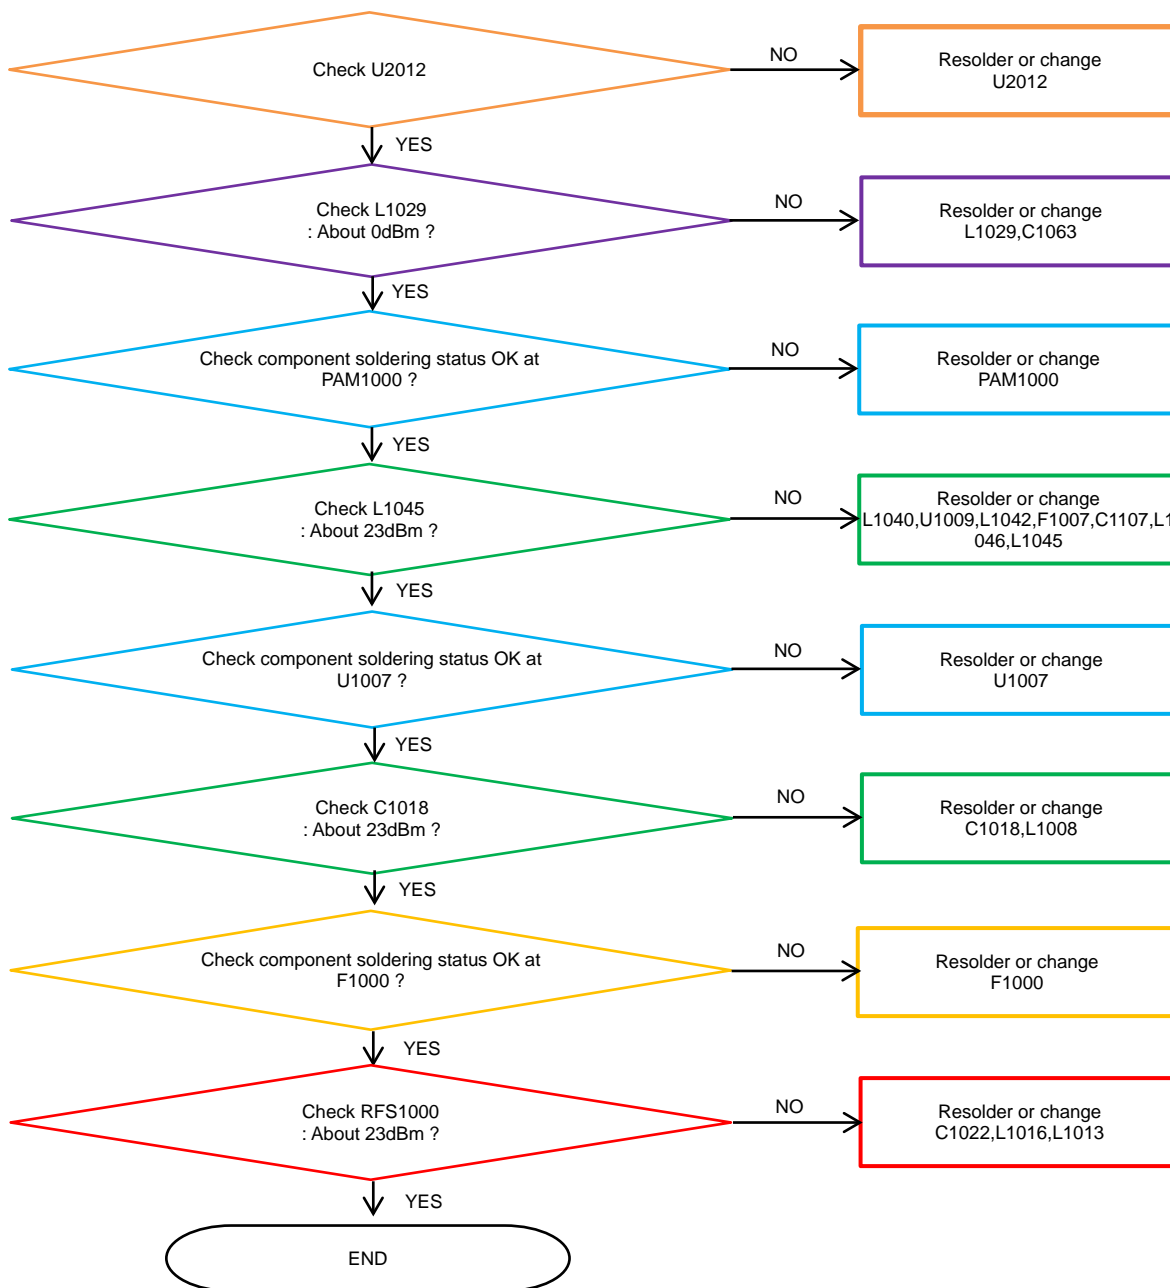 Check U2012
NO
Resolder or change
U2012
YES
Check L1029
: About 0dBm ?
NO
Resolder or change
L1029,C1063
YES
Check component soldering status OK at
PAM1000 ?
NO
Resolder or change
PAM1000
YES
Check L1045
: About 23dBm ?
NO
Resolder or change
L1040,U1009,L1042,F1007,C1107,L1
046,L1045
YES
Check component soldering status OK at
U1007 ?
NO
Resolder or change
U1007
YES
Check C1018
: About 23dBm ?
NO
Resolder or change
C1018,L1008
YES
Check component soldering status OK at
F1000 ?
NO
Resolder or change
F1000
YES
Check RFS1000
: About 23dBm ?
NO
Resolder or change
C1022,L1016,L1013
YES
END